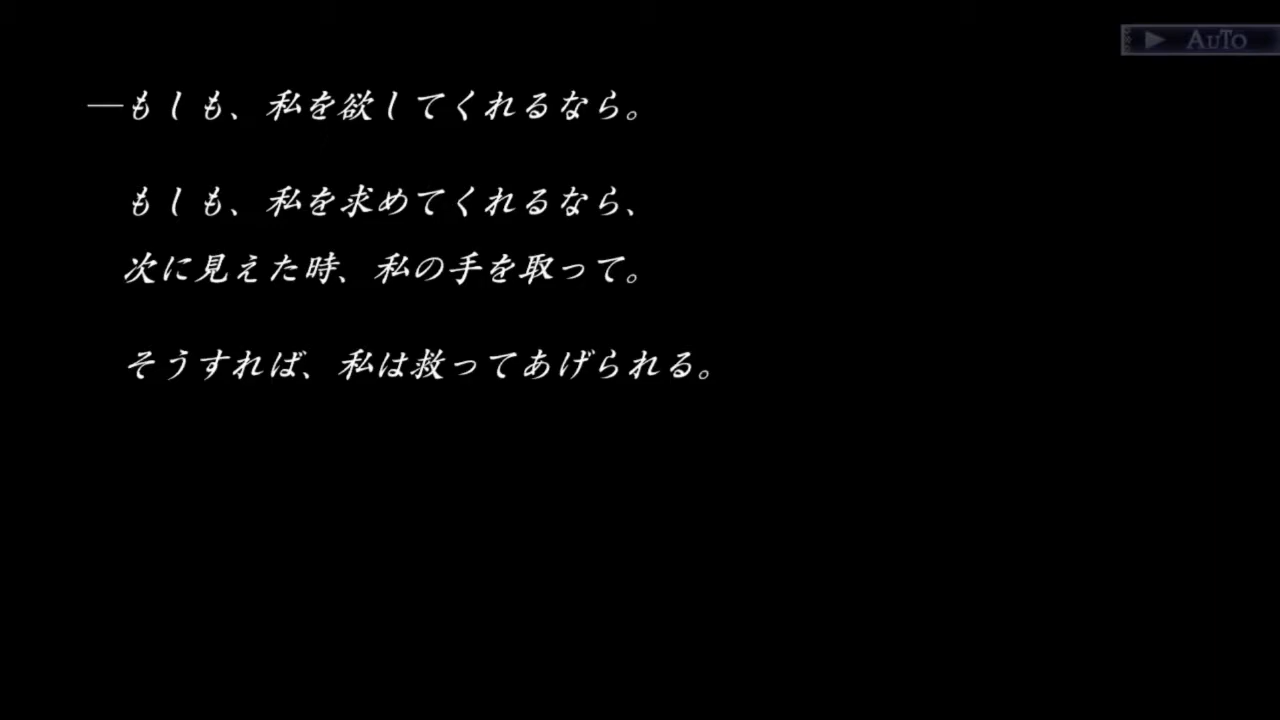 AUTO
―もしも、私を欲してくれるなら。
もしも、私を求めてくれるなら、
次に見えた時、私の手を取って。
そうすれば、私は救ってあげられる。